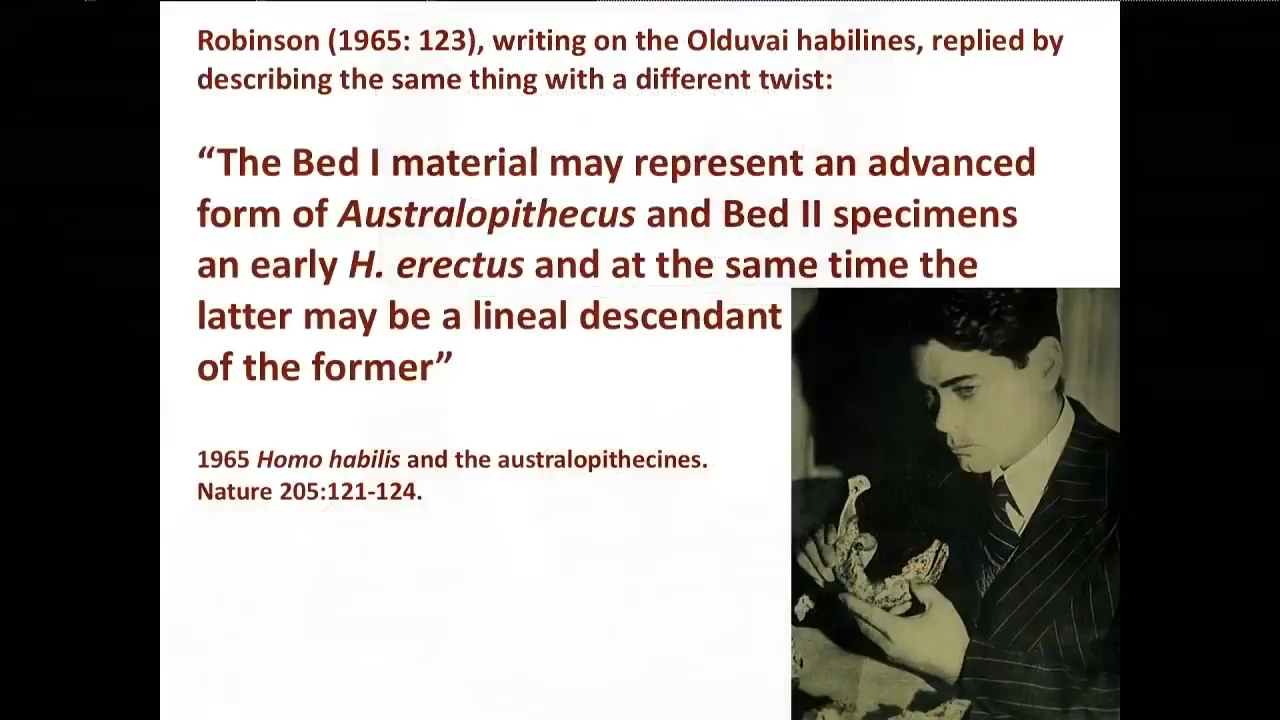 Robinson (1965: 123), writing on the Olduvai habilines, replied by
describing the same thing with a different twist:
“The Bed I material may represent an advanced
form of Australopithecus and Bed II specimens
an early H. erectus and at the same time the
latter may be a lineal descendant
of the former”
1965 Homo habilis and the australopithecines.
Nature 205:121-124.